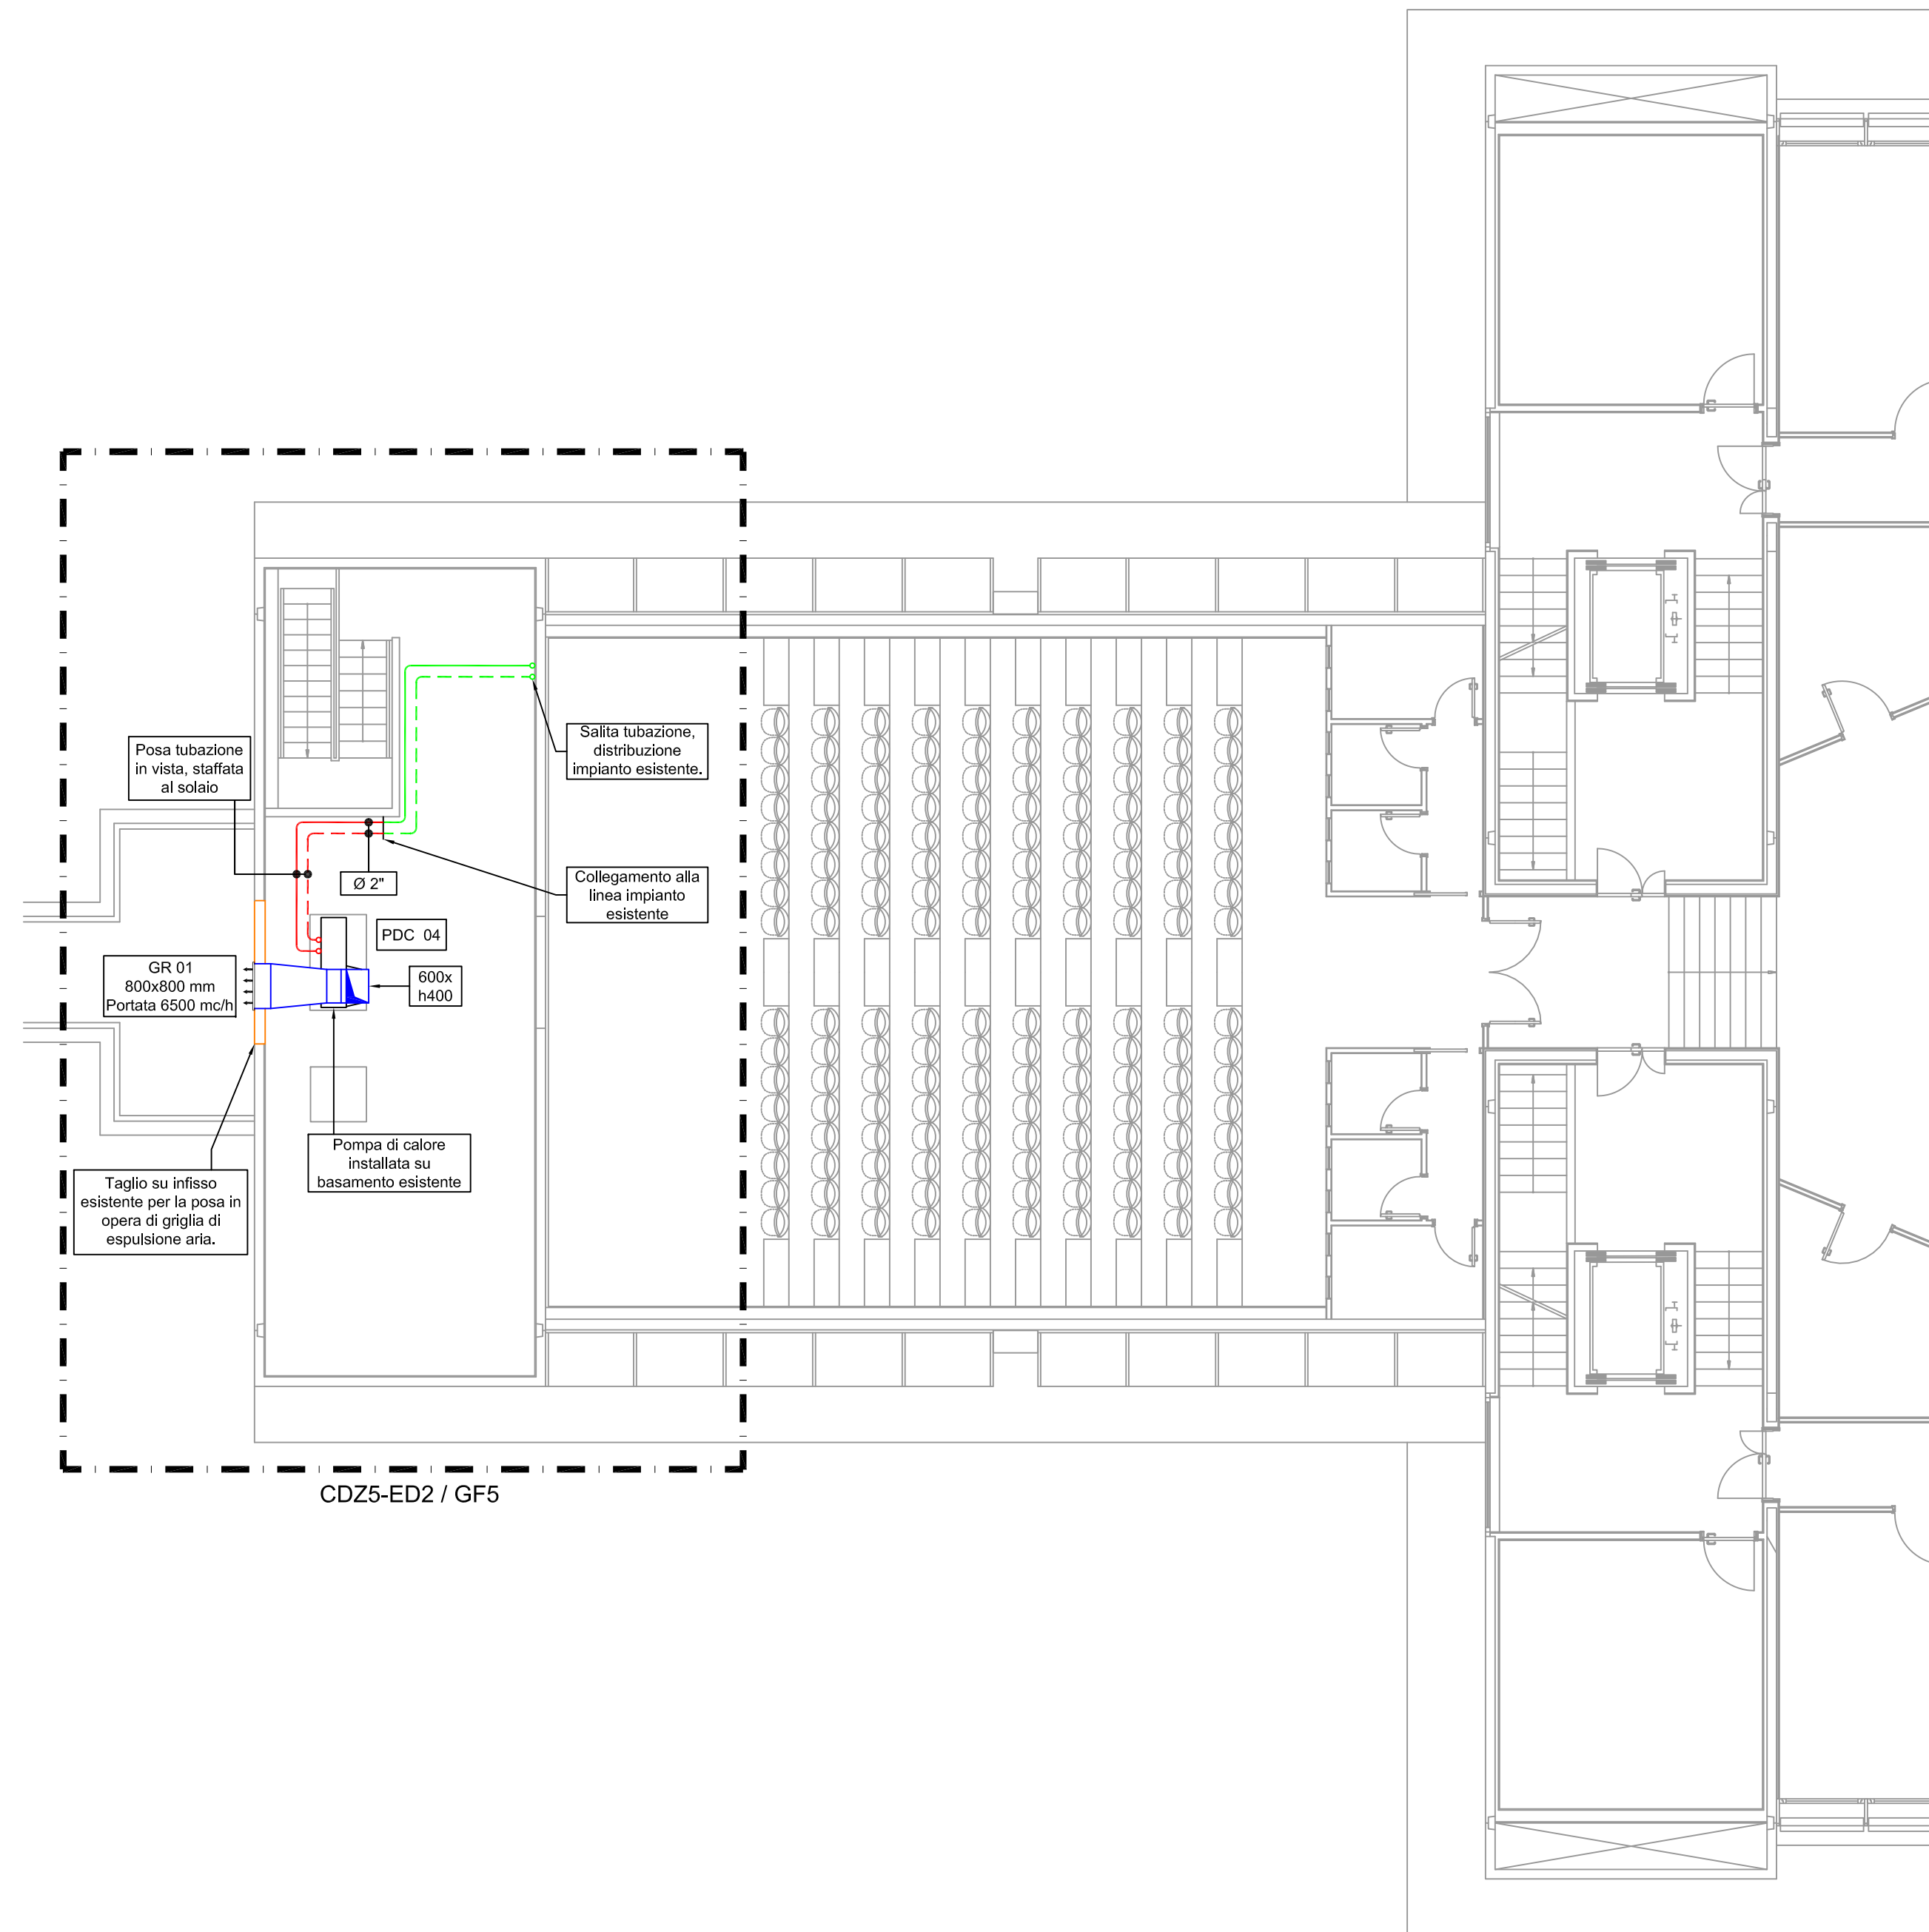 Salita tubazione,
distribuzione
impianto esistente.
Posa tubazione
in vista, staffata
al solaio
Ø 2"
Collegamento alla
linea impianto
esistente
PDC 04
GR 01
800x800 mm
Portata 6500 mc/h
600x
h400
Pompa di calore
installata su
basamento esistente
Taglio su infisso
esistente per la posa in
opera di griglia di
espulsione aria.
CDZ5-ED2 / GF5